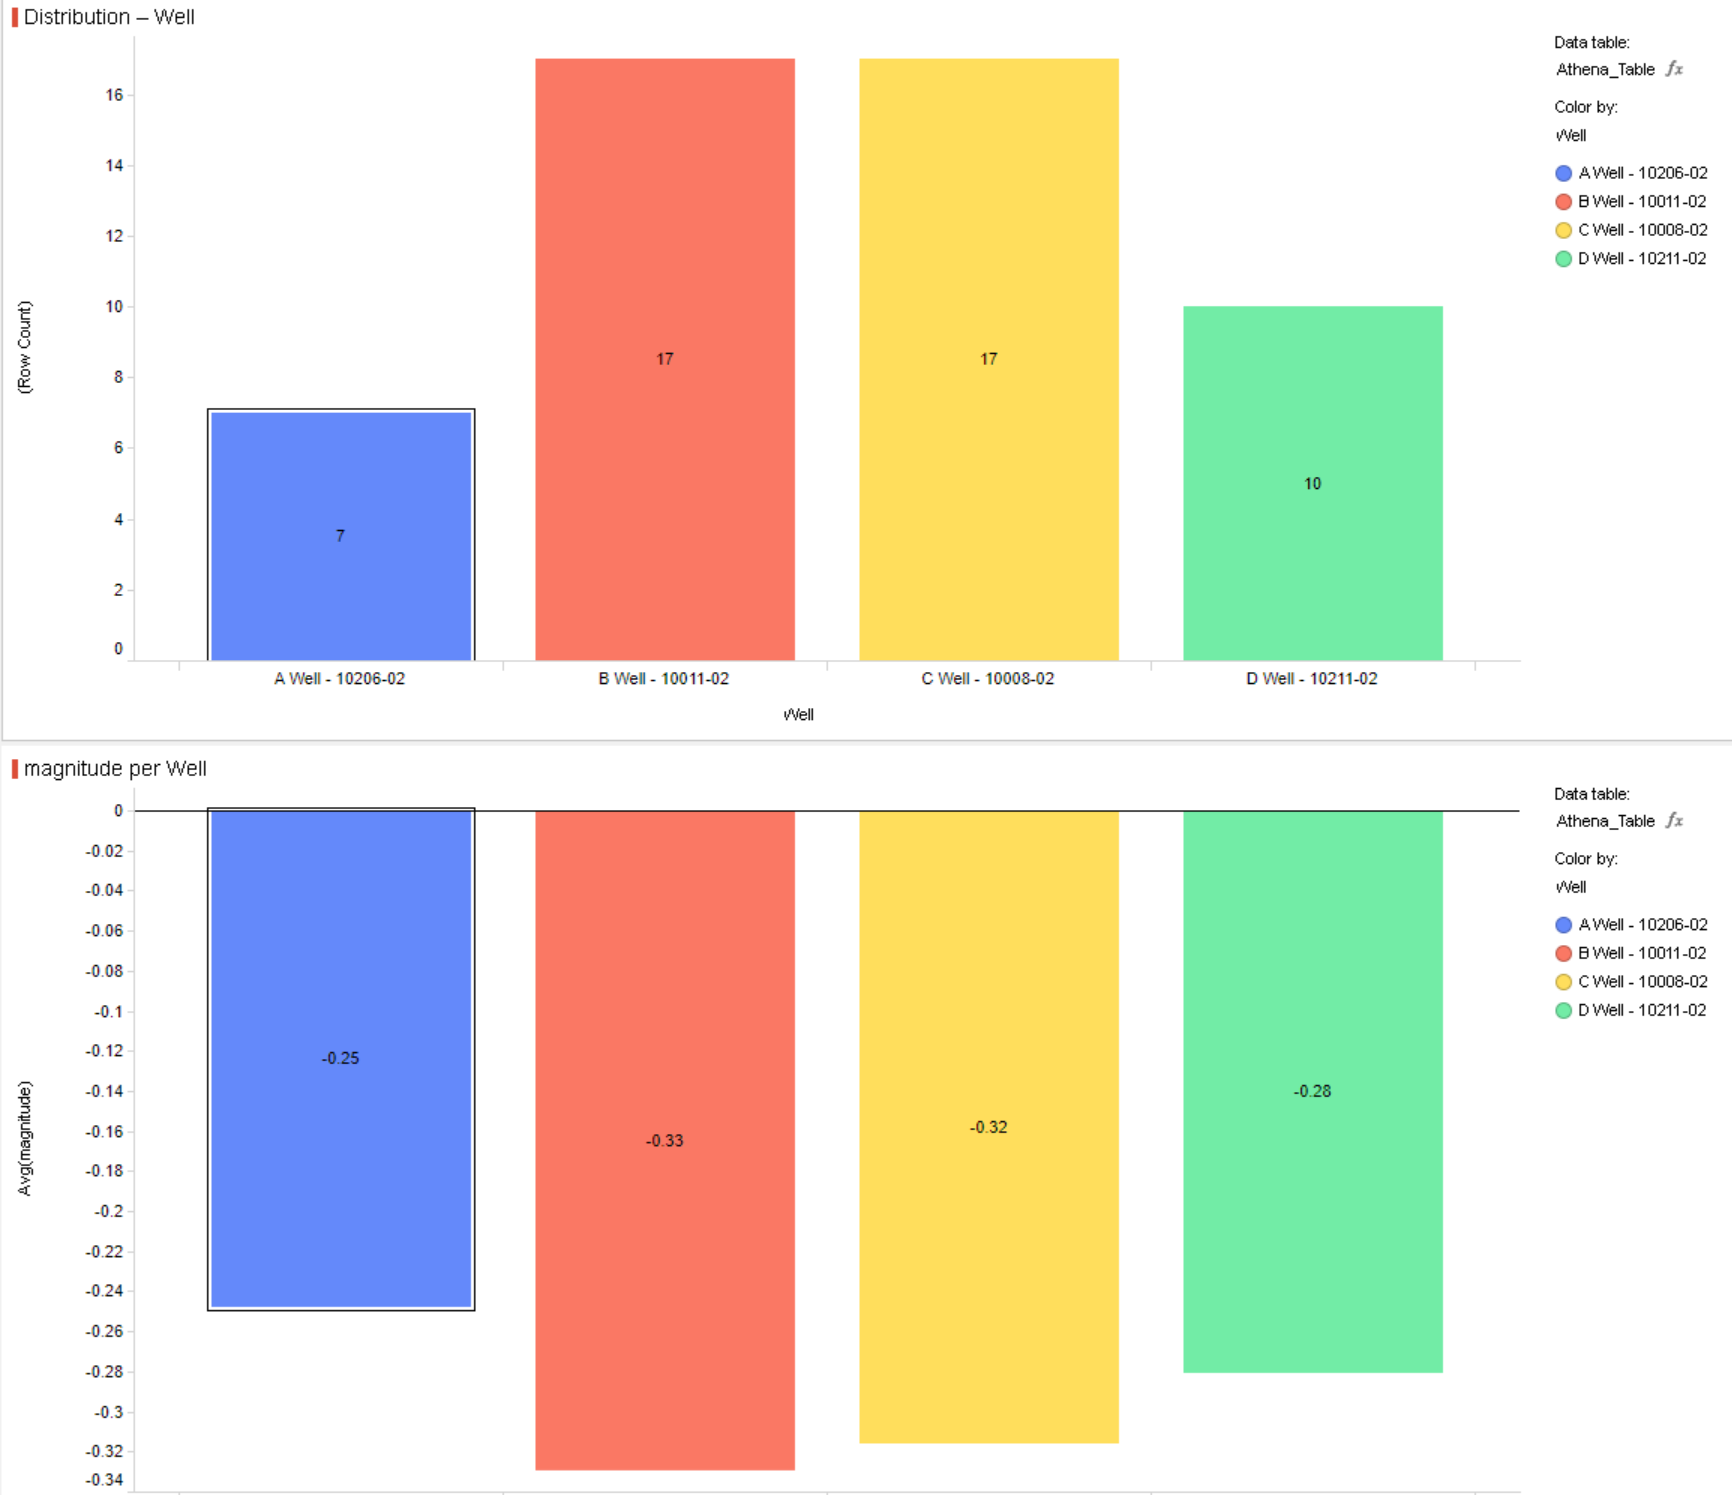 Distribution – Well
Data table:
Athena_Table fx
Color by:
Well
A Well - 10206-02
B Well - 10011-02
C Well - 10008-02
D Well - 10211-02
(Row Count)
16
14
12
10
8
6
4
2
0
7
17
17
10
A Well - 10206-02
B Well - 10011-02
C Well - 10008-02
D Well - 10211-02
Well
magnitude per Well
Data table:
Athena_Table fx
Color by:
Well
A Well - 10206-02
B Well - 10011-02
C Well - 10008-02
D Well - 10211-02
Avg(magnitude)
0
-0.02
-0.04
-0.06
-0.08
-0.1
-0.12
-0.14
-0.16
-0.18
-0.2
-0.22
-0.24
-0.26
-0.28
-0.3
-0.32
-0.34
-0.25
-0.33
-0.32
-0.28